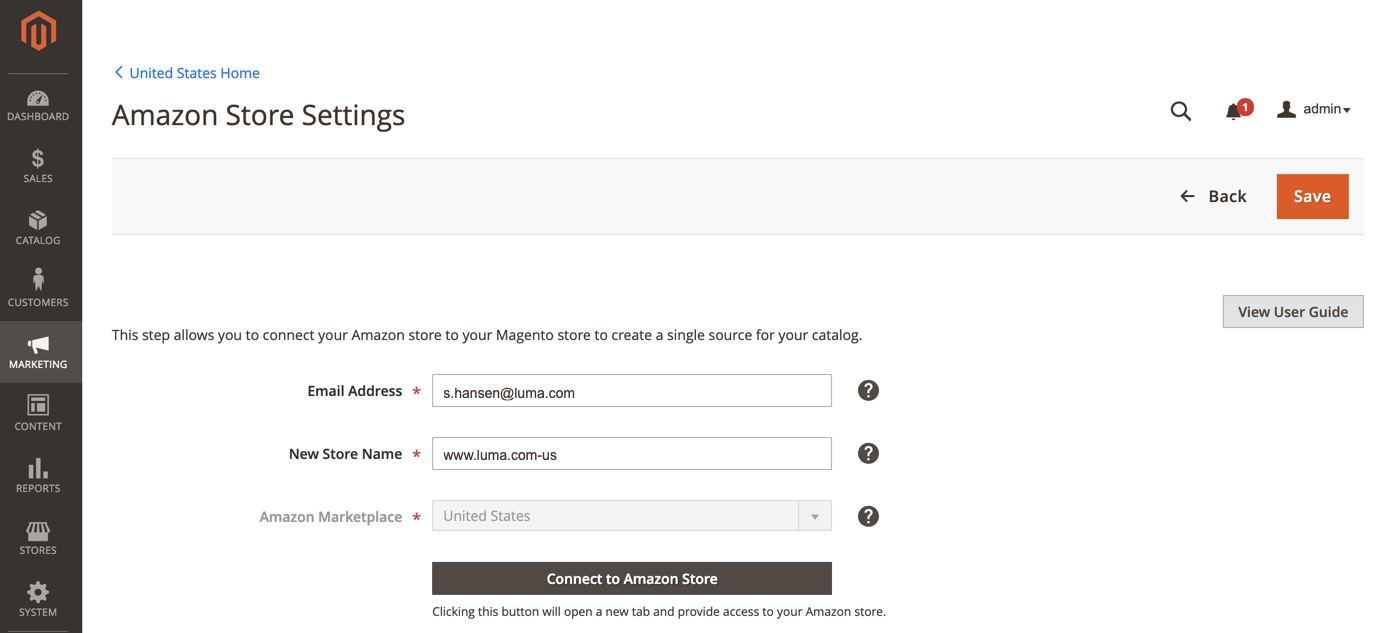 United States Home
Amazon Store Settings
1
admin
Back
Save
View User Guide
This step allows you to connect your Amazon store to your Magento store to create a single source for your catalog.
Email Address *
s.hansen@luma.com
?
New Store Name *
www.luma.com-us
?
Amazon Marketplace *
United States
?
Connect to Amazon Store
Clicking this button will open a new tab and provide access to your Amazon store.
DASHBOARD
$
SALES
CATALOG
CUSTOMERS
MARKETING
CONTENT
REPORTS
STORES
SYSTEM